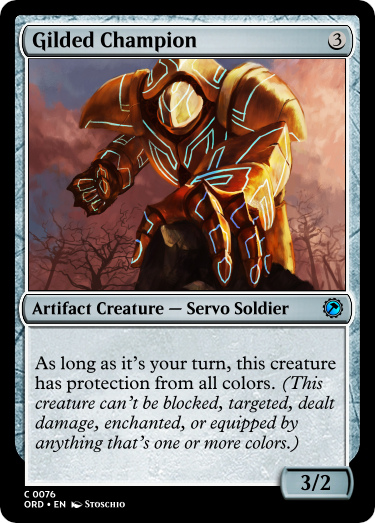 Gilded Champion 3
Artifact Creature — Servo Soldier
As long as it's your turn, this creature
has protection from all colors. (This
creature can't be blocked, targeted, dealt
damage, enchanted, or equipped by
anything that's one or more colors.)
3/2
C 0076
ORD • EN Stoschio